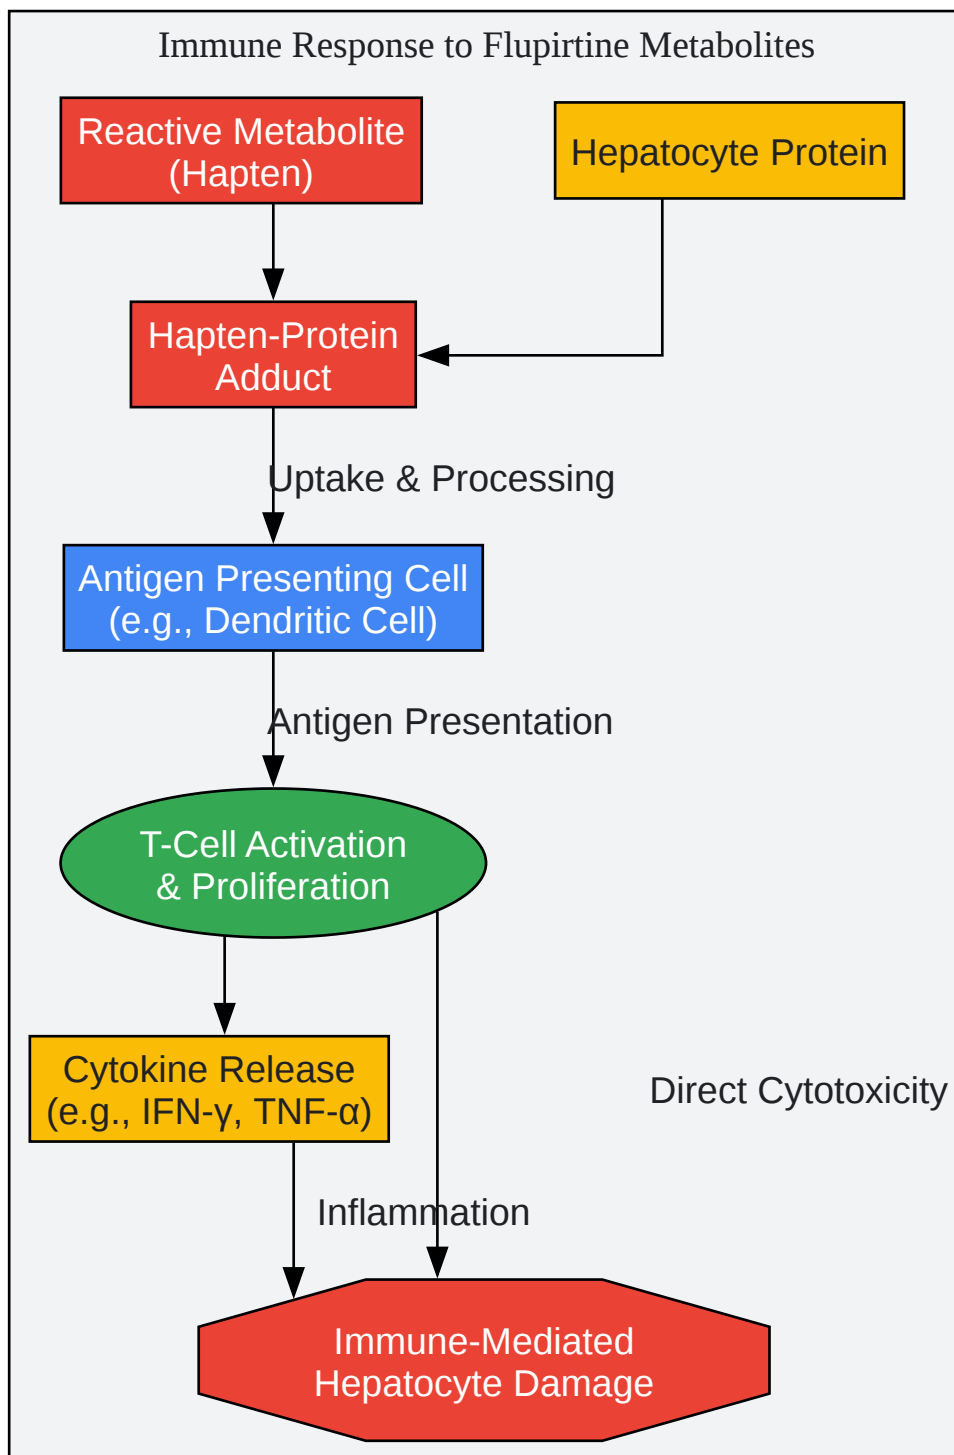 Immune Response to Flupirtine Metabolites
Reactive Metabolite
(Hapten)
Hepatocyte Protein
Hapten-Protein
Adduct
Uptake & Processing
Antigen Presenting Cell
(e.g., Dendritic Cell)
Antigen Presentation
T-Cell Activation
& Proliferation
Cytokine Release
(e.g., IFN-γ, TNF-α)
Direct Cytotoxicity
Inflammation
Immune-Mediated
Hepatocyte Damage